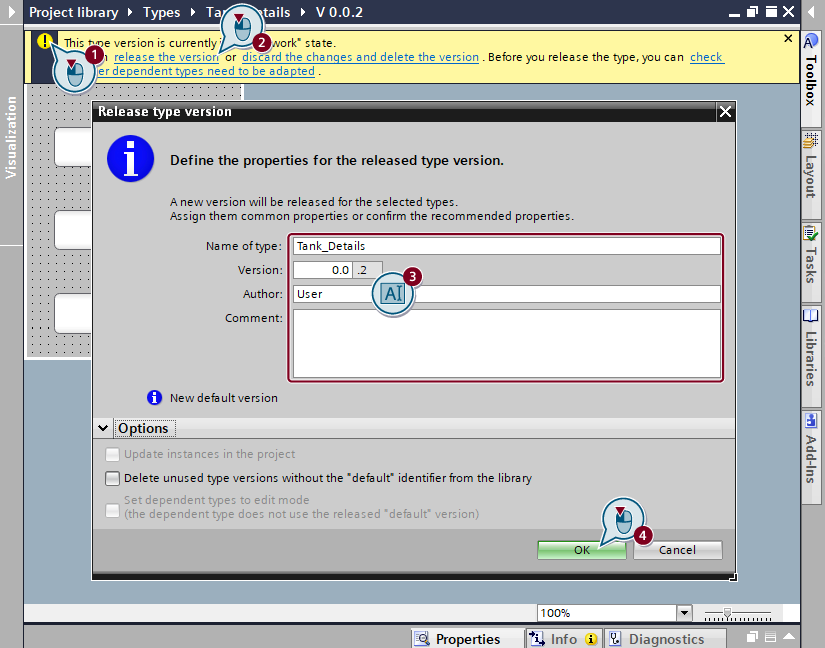 Project library
Types
Ta
etails
V 0.0.2
This type version is currently i
work" state.
n release the version or discard the changes and delete the version . Before you release the type, you can check
er dependent types need to be adapted .
1
2
Visualization
Toolbox
Layout
Tasks
Libraries
Add-Ins
Release type version
Define the properties for the released type version.
A new version will be released for the selected types.
Assign them common properties or confirm the recommended properties.
Name of type: Tank_Details
Version: 0.0 .2
3
AI
Author: User
Comment:
New default version
Options
Update instances in the project
Delete unused type versions without the "default" identifier from the library
Set dependent types to edit mode
(the dependent type does not use the released "default" version)
4
OK Cancel
100%
Properties Info Diagnostics